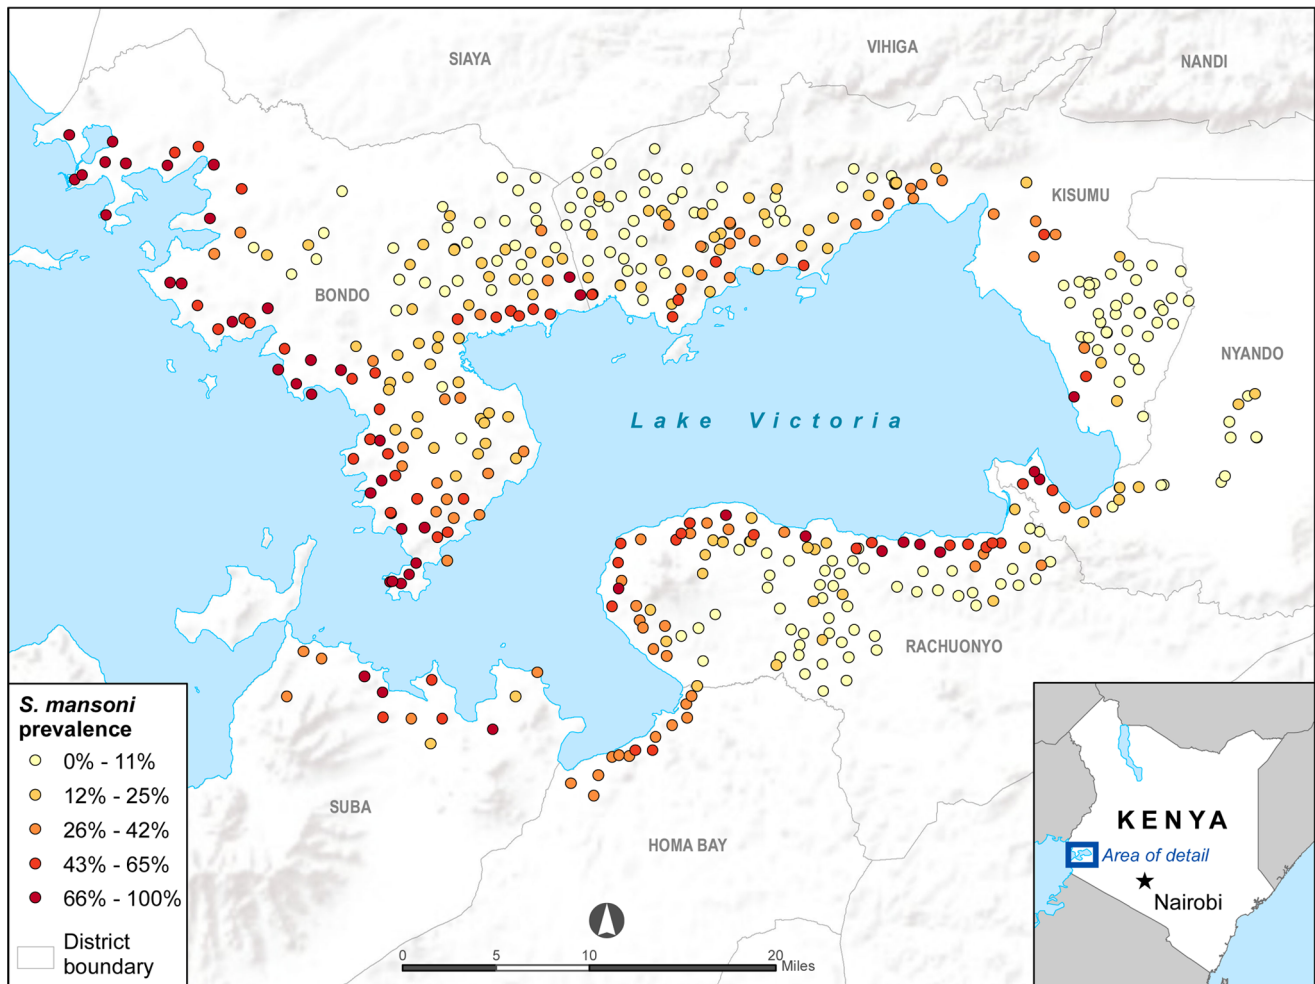 SIAYA
VIHIGA
NANDI
KISUMU
BONDO
NYANDO
Lake Victoria
RACHUONYO
SUBA
HOMA BAY
S. mansoni
prevalence
0% - 11%
12% - 25%
26% - 42%
43% - 65%
66% - 100%
District
boundary
0 5 10 20
Miles
KENYA
Area of detail
Nairobi